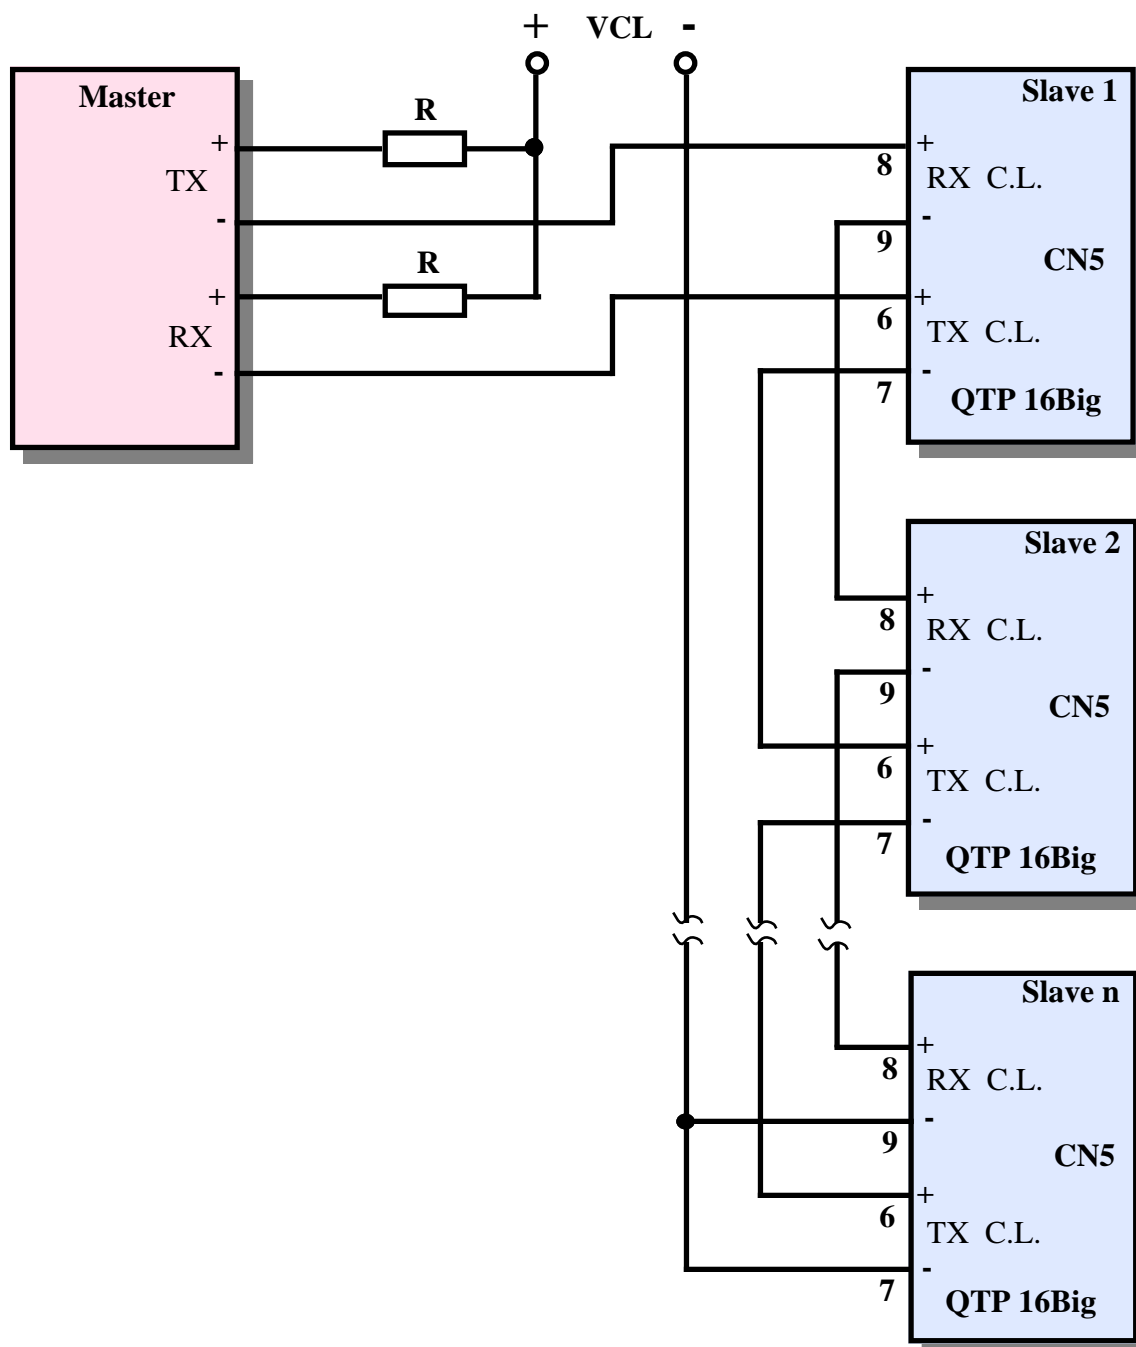 + VCL -
Master
R
+
TX
-
R
+
RX
-
Slave 1
+
8
RX C.L.
-
9
CN5
+
6
TX C.L.
-
7
QTP 16Big
Slave 2
+
8
RX C.L.
-
9
CN5
+
6
TX C.L.
-
7
QTP 16Big
Slave n
+
8
RX C.L.
-
9
CN5
+
6
TX C.L.
-
7
QTP 16Big